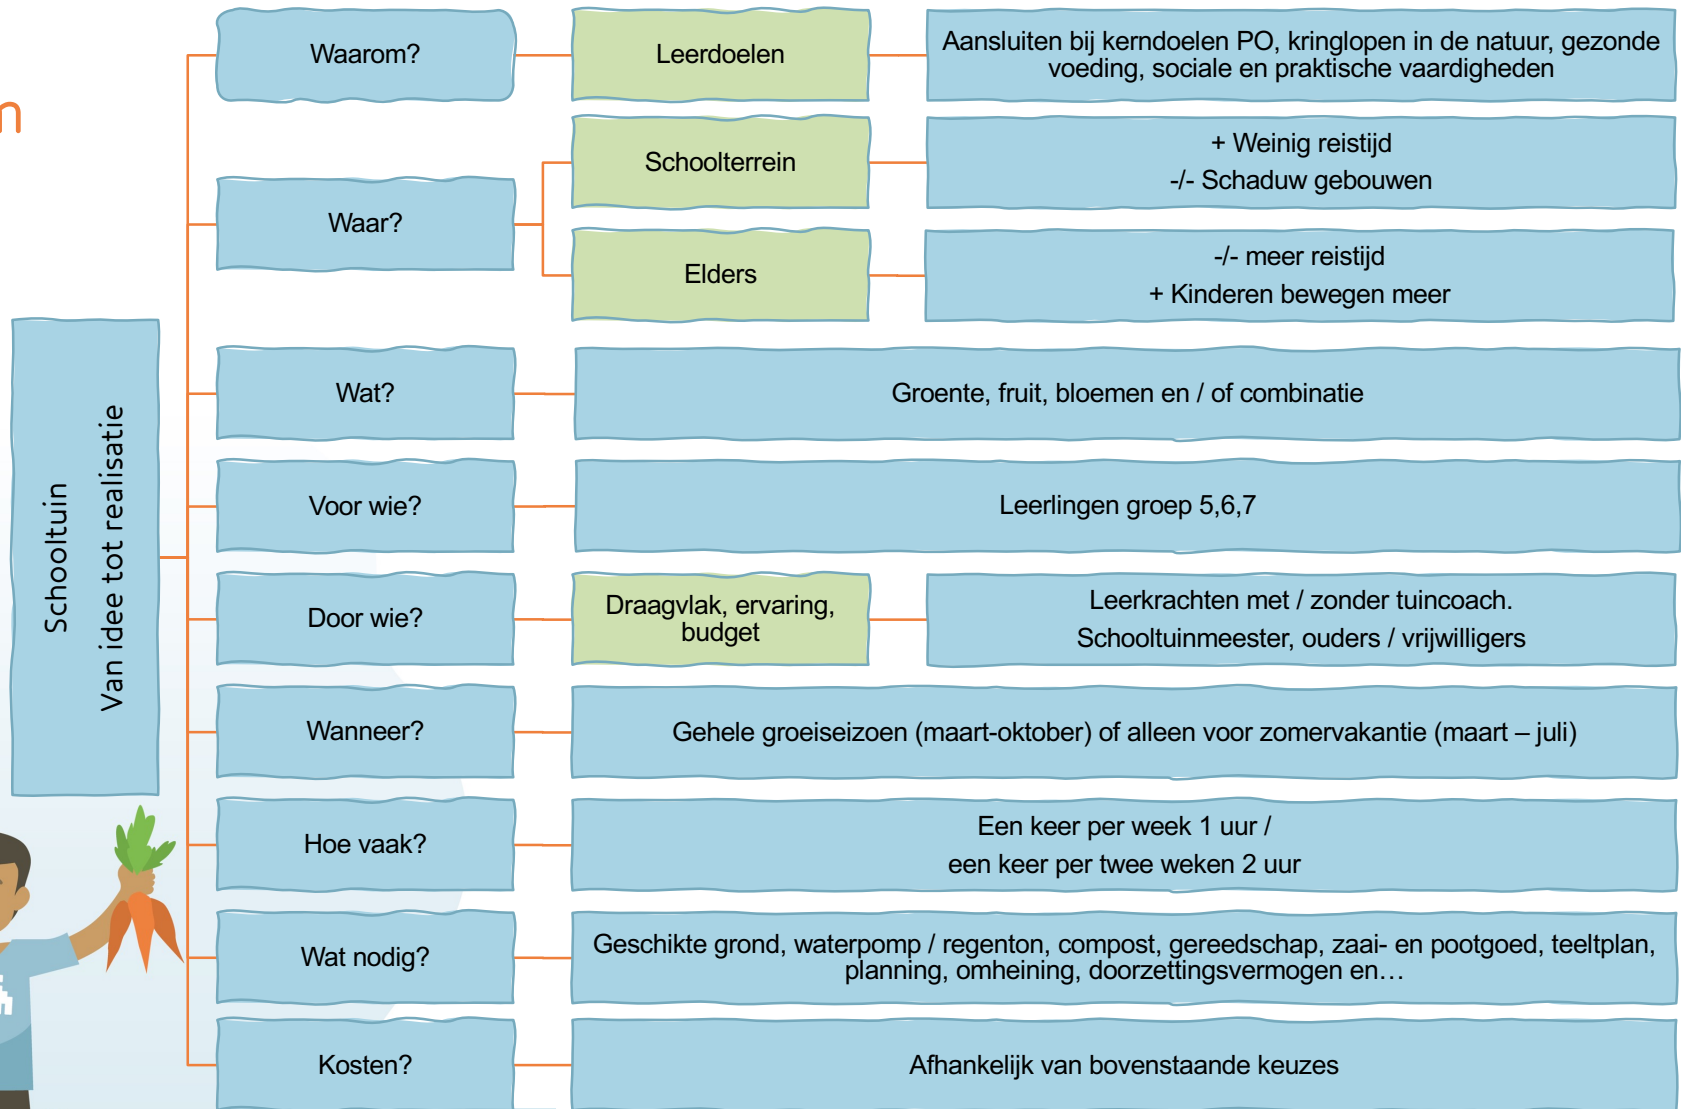 n
Schooltuin
Van idee tot realisatie
Waarom?
Leerdoelen
Aansluiten bij kerndoelen PO, kringlopen in de natuur, gezonde
voeding, sociale en praktische vaardigheden
Waar?
Schoolterrein
+ Weinig reistijd
-/- Schaduw gebouwen
Elders
-/- meer reistijd
+ Kinderen bewegen meer
Wat?
Groente, fruit, bloemen en / of combinatie
Voor wie?
Leerlingen groep 5,6,7
Door wie?
Draagvlak, ervaring,
budget
Leerkrachten met / zonder tuincoach.
Schooltuinmeester, ouders / vrijwilligers
Wanneer?
Gehele groeiseizoen (maart-oktober) of alleen voor zomervakantie (maart – juli)
Hoe vaak?
Een keer per week 1 uur /
een keer per twee weken 2 uur
Wat nodig?
Geschikte grond, waterpomp / regenton, compost, gereedschap, zaai- en pootgoed, teeltplan,
planning, omheining, doorzettingsvermogen en…
Kosten?
Afhankelijk van bovenstaande keuzes